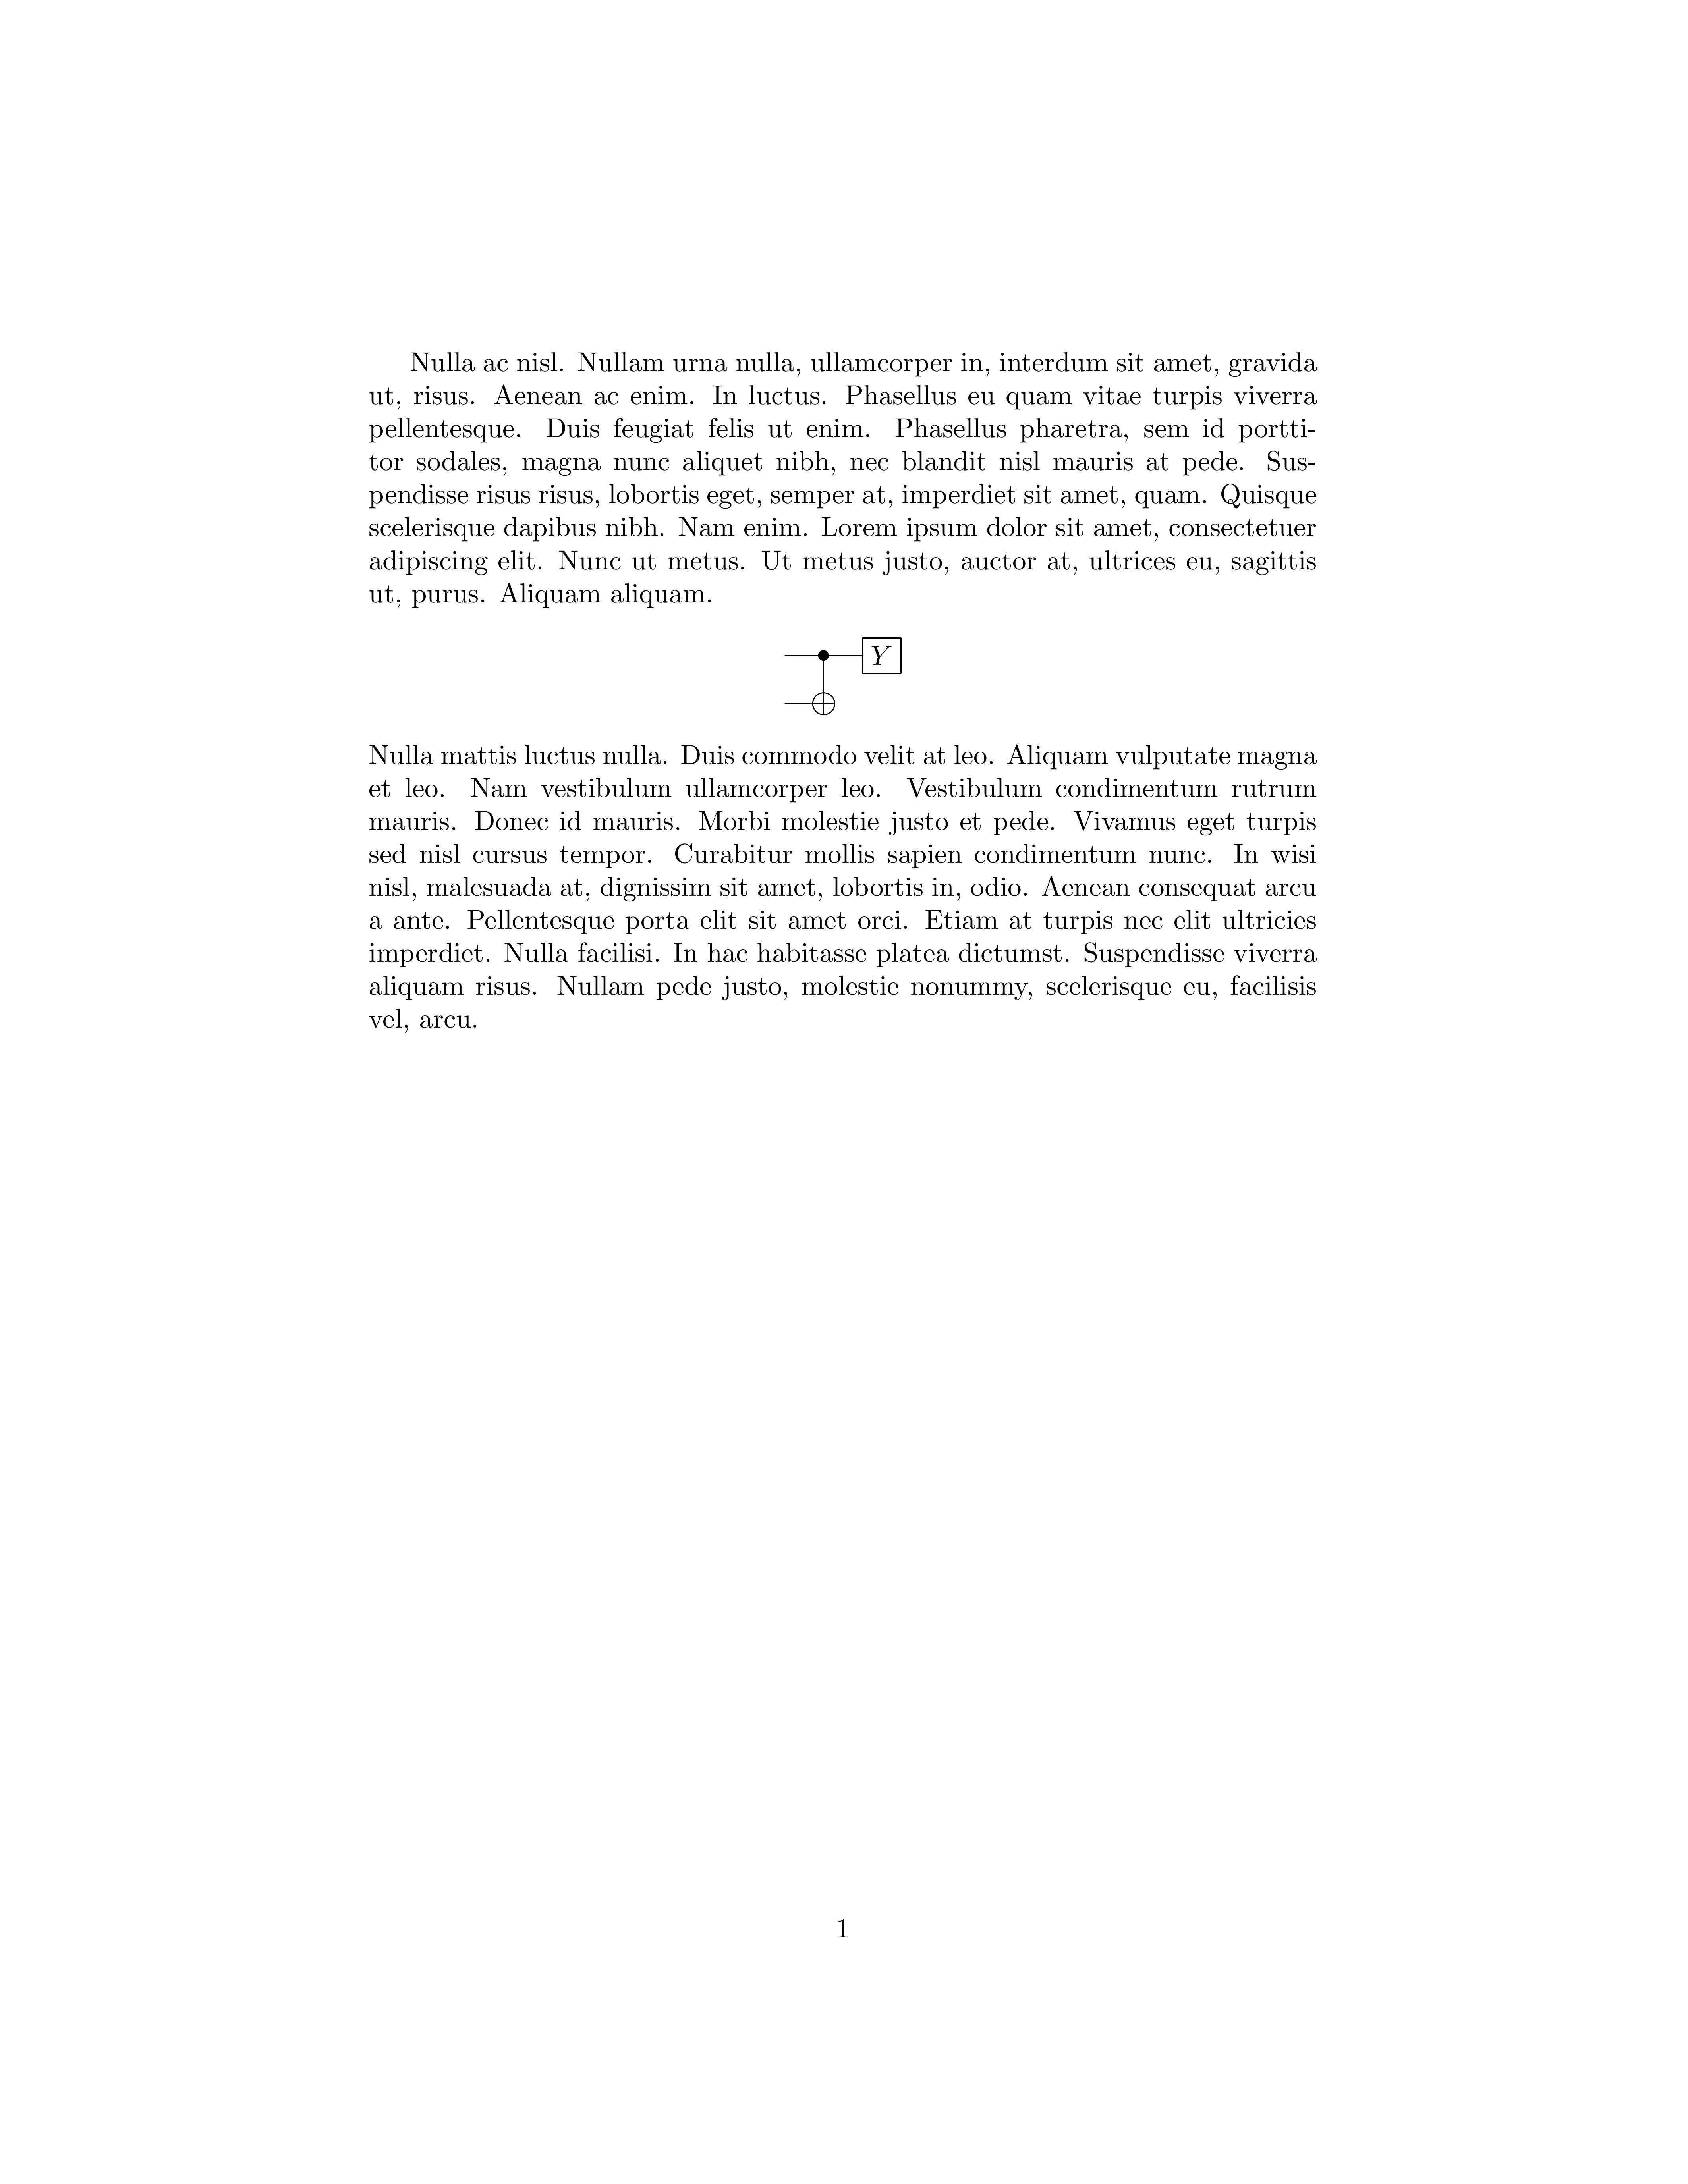 Nulla ac nisl. Nullam urna nulla, ullamcorper in, interdum sit amet, gravida
ut, risus. Aenean ac enim. In luctus. Phasellus eu quam vitae turpis viverra
pellentesque. Duis feugiat felis ut enim. Phasellus pharetra, sem id portti-
tor sodales, magna nunc aliquet nibh, nec blandit nisl mauris at pede. Sus-
pendisse risus risus, lobortis eget, semper at, imperdiet sit amet, quam. Quisque
scelerisque dapibus nibh. Nam enim. Lorem ipsum dolor sit amet, consectetuer
adipiscing elit. Nunc ut metus. Ut metus justo, auctor at, ultrices eu, sagittis
ut, purus. Aliquam aliquam.
Y
Nulla mattis luctus nulla. Duis commodo velit at leo. Aliquam vulputate magna
et leo. Nam vestibulum ullamcorper leo. Vestibulum condimentum rutrum
mauris. Donec id mauris. Morbi molestie justo et pede. Vivamus eget turpis
sed nisl cursus tempor. Curabitur mollis sapien condimentum nunc. In wisi
nisl, malesuada at, dignissim sit amet, lobortis in, odio. Aenean consequat arcu
a ante. Pellentesque porta elit sit amet orci. Etiam at turpis nec elit ultricies
imperdiet. Nulla facilisi. In hac habitasse platea dictumst. Suspendisse viverra
aliquam risus. Nullam pede justo, molestie nonummy, scelerisque eu, facilisis
vel, arcu.
1